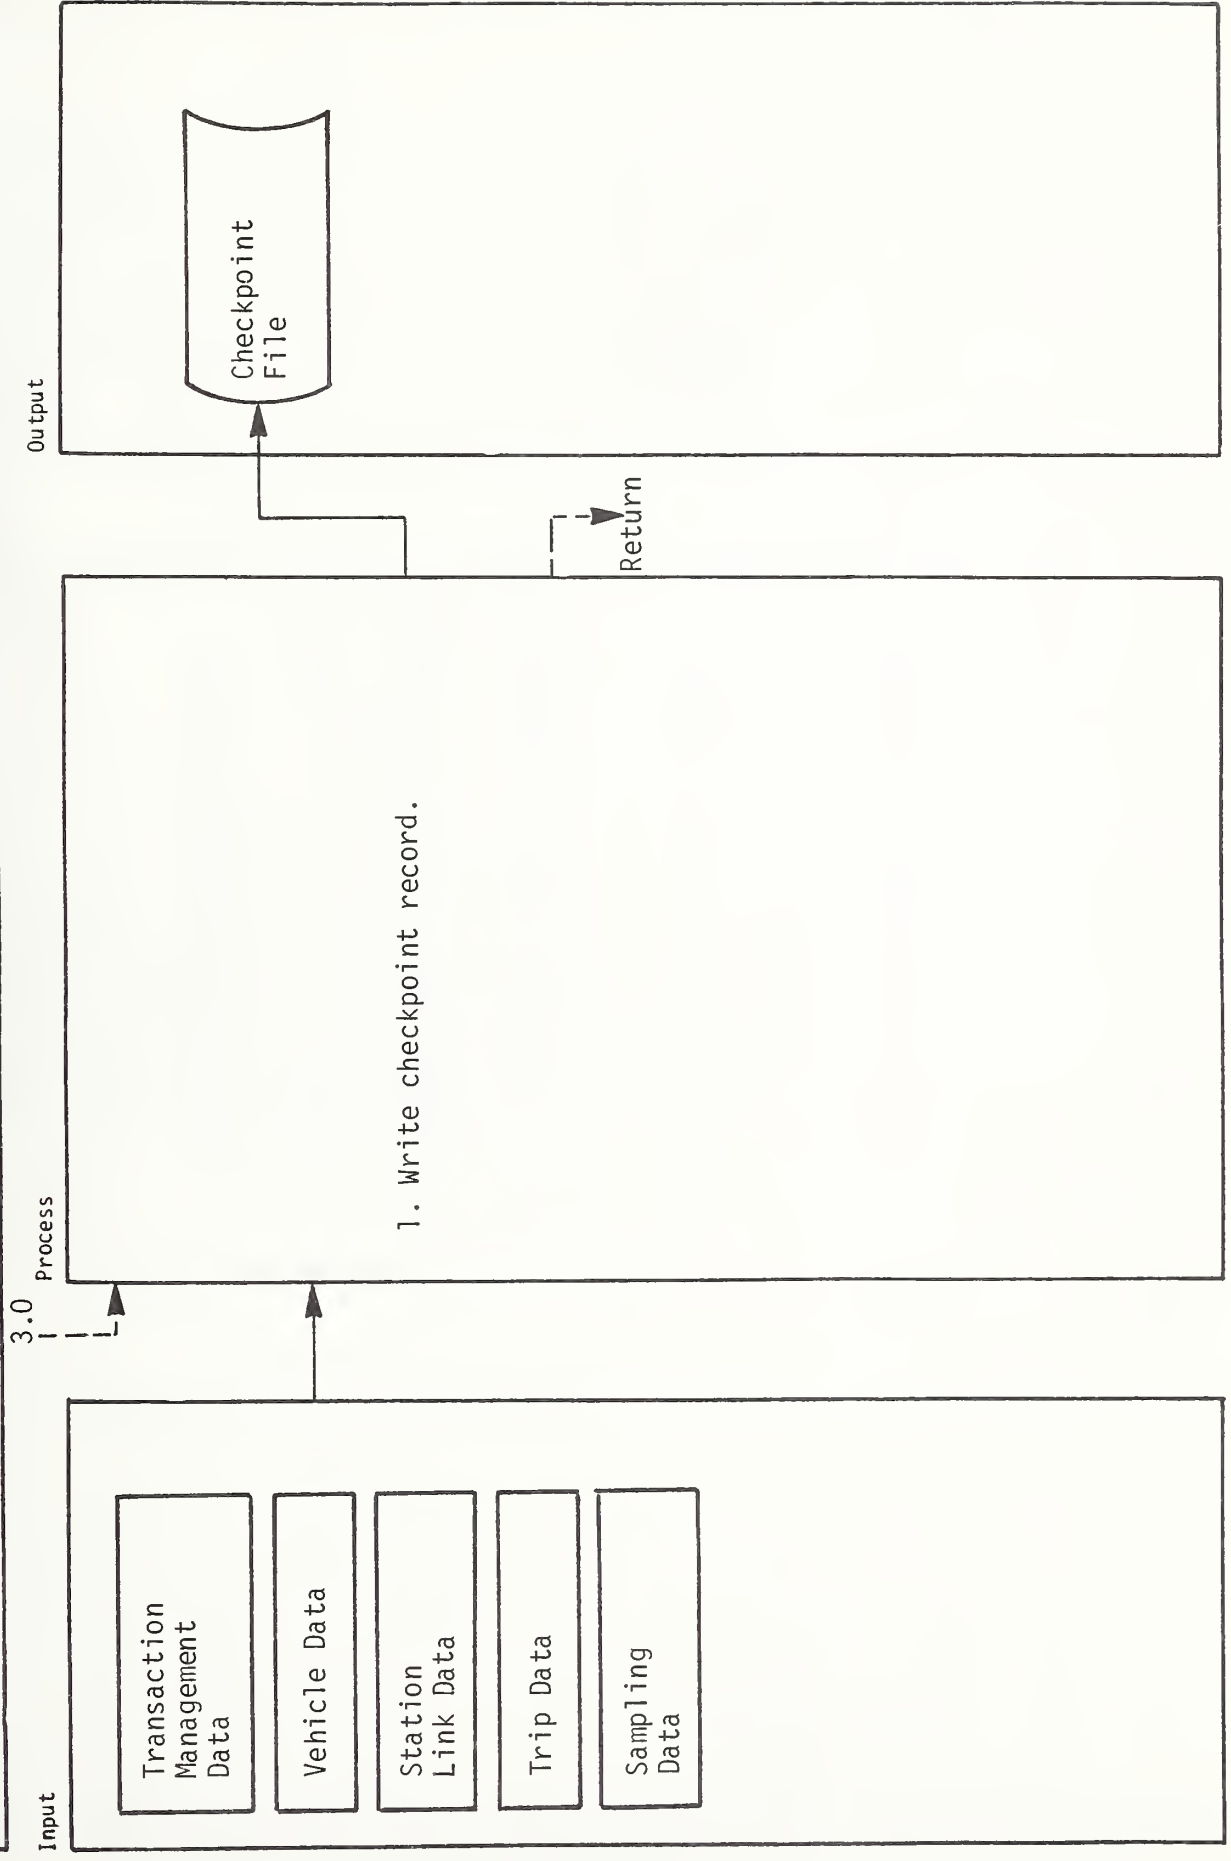 Input
Transaction
Management
Data
Vehicle Data
Station
Link Data
Trip Data
Sampling
Data
3.0
Process
1. Write checkpoint record.
Return
Output
Checkpoint
File